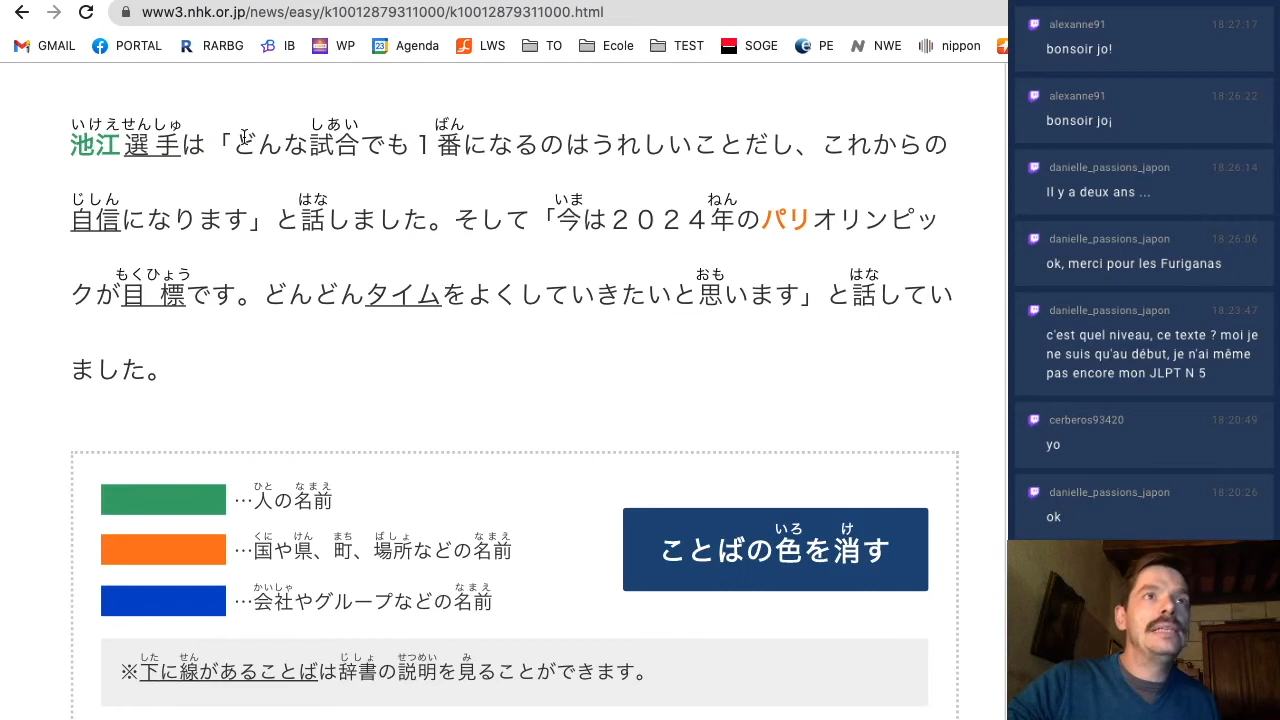 www3.nhk.or.jp/news/easy/k10012879311000/k10012879311000.html
GMAIL PORTAL RARBG IB WP Agenda LWS TO Ecole TEST SOGE PE NWE nippon
いけえせんしゅ しあい ばん
池江選手は「どんな試合でも１番になるのはうれしいことだし、これからの
じしん はな いま ねん
自信になります」と話しました。そして「今は２０２４年のパリオリンピッ
もくひょう おも はな
クが目標です。どんどんタイムをよくしていきたいと思います」と話してい
ました。
ひと なまえ
…人の名前
くに けん まち ばしょ なまえ
…国や県、町、場所などの名前
かいしゃ なまえ
…会社やグループなどの名前
いろ け
ことばの色を消す
した せん じしょ せつめい み
※下に線があることばは辞書の説明を見ることができます。
alexanne91 18:27:17
bonsoir jo!
alexanne91 18:26:22
bonsoir jo¡
danielle_passions_japon 18:26:14
Il y a deux ans ...
danielle_passions_japon 18:26:06
ok, merci pour les Furiganas
danielle_passions_japon 18:23:47
c'est quel niveau, ce texte ? moi je
ne suis qu'au début, je n'ai même
pas encore mon JLPT N 5
cerberos93420 18:20:49
yo
danielle_passions_japon 18:20:26
ok